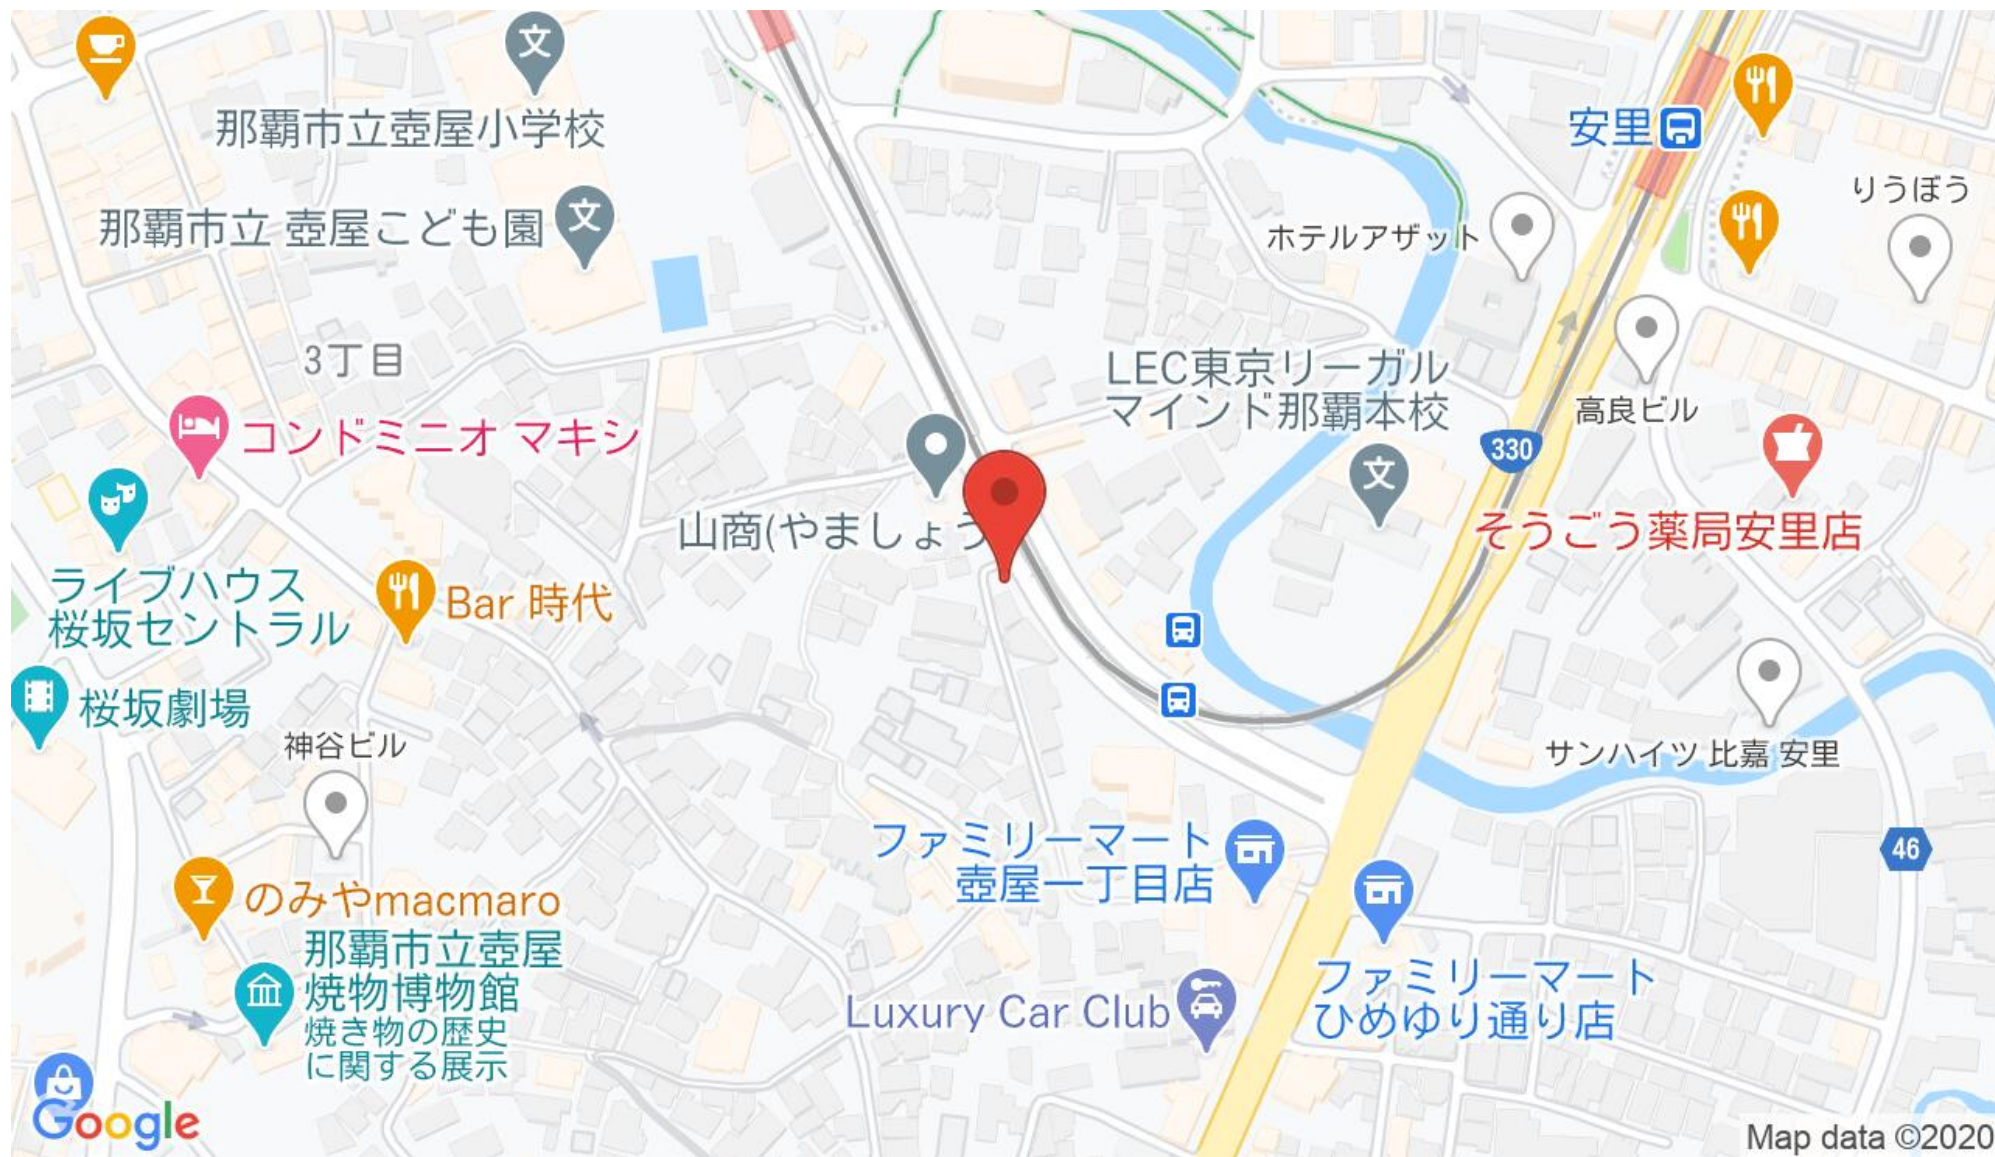 那覇市立壺屋小学校
安里
りうぼう
那覇市立 壺屋こども園
ホテルアザット
3丁目
LEC東京リーガル
マインド那覇本校
高良ビル
コンドミニオ マキシ
330
山商(やましょう
そうごう薬局安里店
ライブハウス
桜坂セントラル
Bar 時代
桜坂劇場
神谷ビル
サンハイツ 比嘉 安里
ファミリーマート
壺屋一丁目店
46
のみやmacmaro
那覇市立壺屋
焼物博物館
焼き物の歴史
に関する展示
Luxury Car Club
ファミリーマート
ひめゆり通り店
Google
Map data ©2020
文
文
文